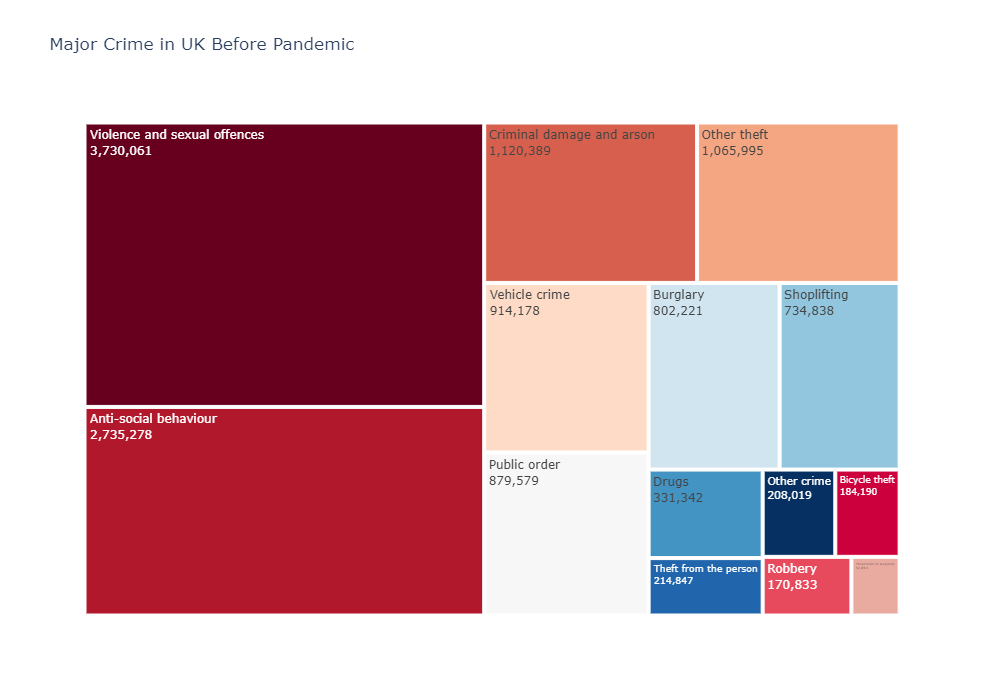 Major Crime in UK Before Pandemic
Violence and sexual offences
3,730,061
Criminal damage and arson
1,120,389
Other theft
1,065,995
Vehicle crime
914,178
Burglary
802,221
Shoplifting
734,838
Anti-social behaviour
2,735,278
Public order
879,579
Drugs
331,342
Other crime
208,019
Bicycle theft
184,190
Theft from the person
214,847
Robbery
170,833